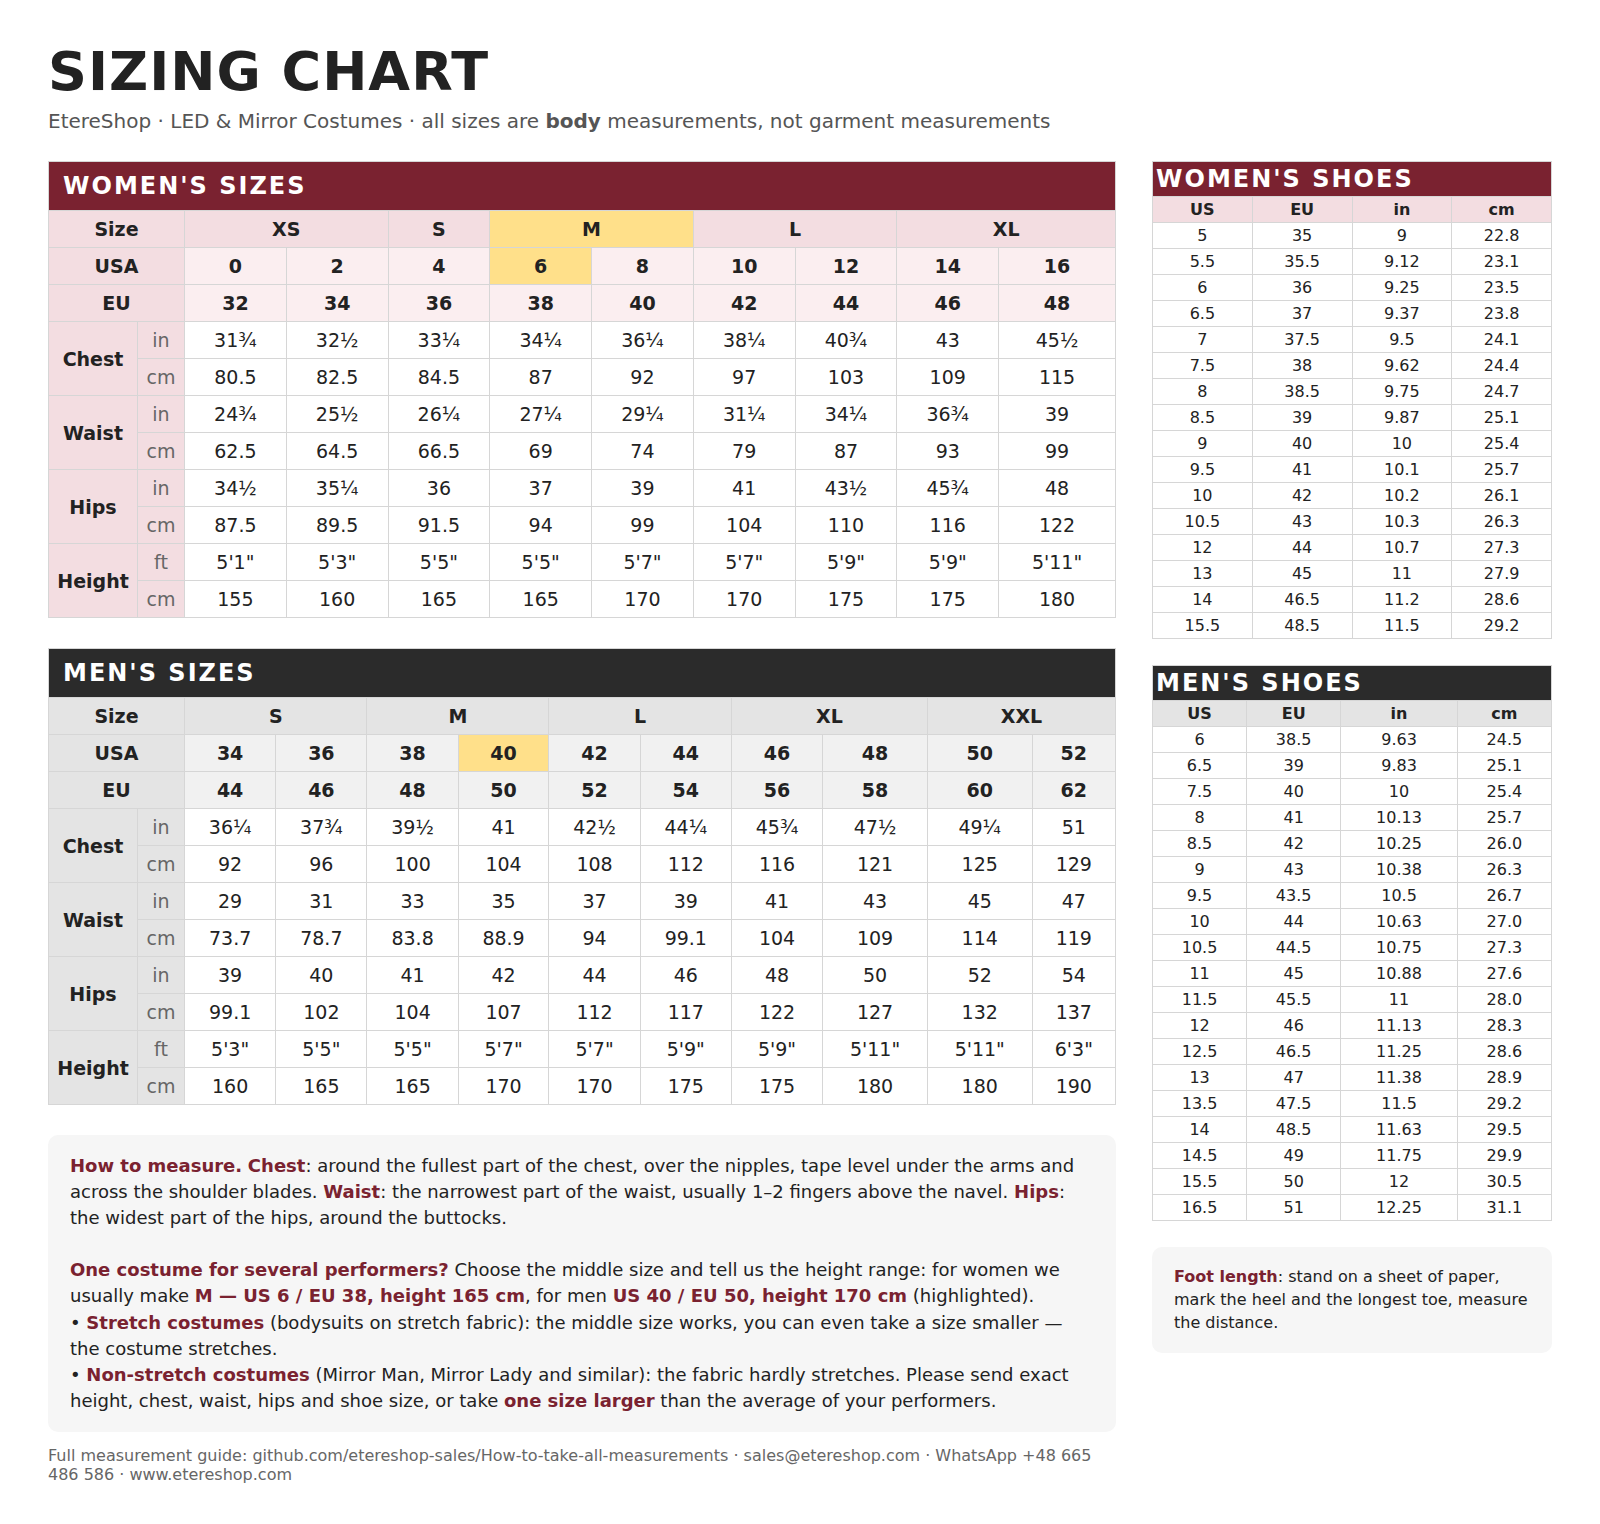 SIZING CHART
EtereShop · LED & Mirror Costumes · all sizes are body measurements, not garment measurements
WOMEN'S SIZES
Size XS S M L XL
USA 0 2 4 6 8 10 12 14 16
EU 32 34 36 38 40 42 44 46 48
Chest in 31¾ 32½ 33¼ 34¼ 36¼ 38¼ 40¾ 43 45½
cm 80.5 82.5 84.5 87 92 97 103 109 115
Waist in 24¾ 25½ 26¼ 27¼ 29¼ 31¼ 34¼ 36¾ 39
cm 62.5 64.5 66.5 69 74 79 87 93 99
Hips in 34½ 35¼ 36 37 39 41 43½ 45¾ 48
cm 87.5 89.5 91.5 94 99 104 110 116 122
Height ft 5'1" 5'3" 5'5" 5'5" 5'7" 5'7" 5'9" 5'9" 5'11"
cm 155 160 165 165 170 170 175 175 180
MEN'S SIZES
Size S M L XL XXL
USA 34 36 38 40 42 44 46 48 50 52
EU 44 46 48 50 52 54 56 58 60 62
Chest in 36¼ 37¾ 39½ 41 42½ 44¼ 45¾ 47½ 49¼ 51
cm 92 96 100 104 108 112 116 121 125 129
Waist in 29 31 33 35 37 39 41 43 45 47
cm 73.7 78.7 83.8 88.9 94 99.1 104 109 114 119
Hips in 39 40 41 42 44 46 48 50 52 54
cm 99.1 102 104 107 112 117 122 127 132 137
Height ft 5'3" 5'5" 5'5" 5'7" 5'7" 5'9" 5'9" 5'11" 5'11" 6'3"
cm 160 165 165 170 170 175 175 180 180 190
How to measure. Chest: around the fullest part of the chest, over the nipples, tape level under the arms and
across the shoulder blades. Waist: the narrowest part of the waist, usually 1–2 fingers above the navel. Hips:
the widest part of the hips, around the buttocks.
One costume for several performers? Choose the middle size and tell us the height range: for women we
usually make M — US 6 / EU 38, height 165 cm, for men US 40 / EU 50, height 170 cm (highlighted).
• Stretch costumes (bodysuits on stretch fabric): the middle size works, you can even take a size smaller —
the costume stretches.
• Non-stretch costumes (Mirror Man, Mirror Lady and similar): the fabric hardly stretches. Please send exact
height, chest, waist, hips and shoe size, or take one size larger than the average of your performers.
Full measurement guide: github.com/etereshop-sales/How-to-take-all-measurements · sales@etereshop.com · WhatsApp +48 665
486 586 · www.etereshop.com
WOMEN'S SHOES
US EU in cm
5 35 9 22.8
5.5 35.5 9.12 23.1
6 36 9.25 23.5
6.5 37 9.37 23.8
7 37.5 9.5 24.1
7.5 38 9.62 24.4
8 38.5 9.75 24.7
8.5 39 9.87 25.1
9 40 10 25.4
9.5 41 10.1 25.7
10 42 10.2 26.1
10.5 43 10.3 26.3
12 44 10.7 27.3
13 45 11 27.9
14 46.5 11.2 28.6
15.5 48.5 11.5 29.2
MEN'S SHOES
US EU in cm
6 38.5 9.63 24.5
6.5 39 9.83 25.1
7.5 40 10 25.4
8 41 10.13 25.7
8.5 42 10.25 26.0
9 43 10.38 26.3
9.5 43.5 10.5 26.7
10 44 10.63 27.0
10.5 44.5 10.75 27.3
11 45 10.88 27.6
11.5 45.5 11 28.0
12 46 11.13 28.3
12.5 46.5 11.25 28.6
13 47 11.38 28.9
13.5 47.5 11.5 29.2
14 48.5 11.63 29.5
14.5 49 11.75 29.9
15.5 50 12 30.5
16.5 51 12.25 31.1
Foot length: stand on a sheet of paper,
mark the heel and the longest toe, measure
the distance.